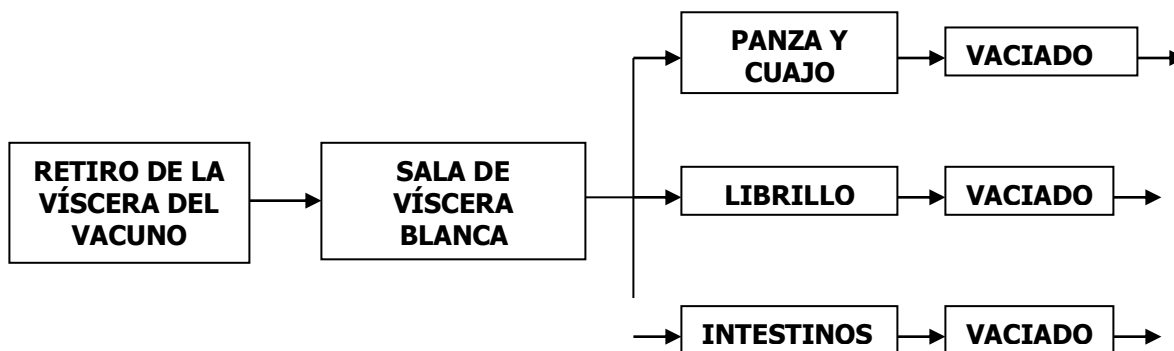 RETIRO DE LA
VÍSCERA DEL
VACUNO
SALA DE
VÍSCERA
BLANCA
PANZA Y
CUAJO
VACIADO
LIBRILLO
VACIADO
INTESTINOS
VACIADO